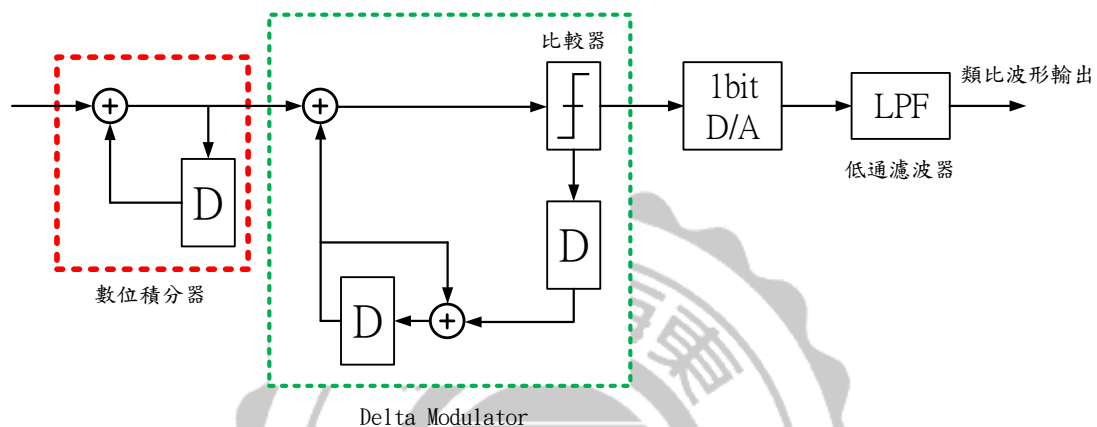 比較器
1bit
D/A
LPF
類比波形輸出
低通濾波器
D
數位積分器
D
D
Delta Modulator
東